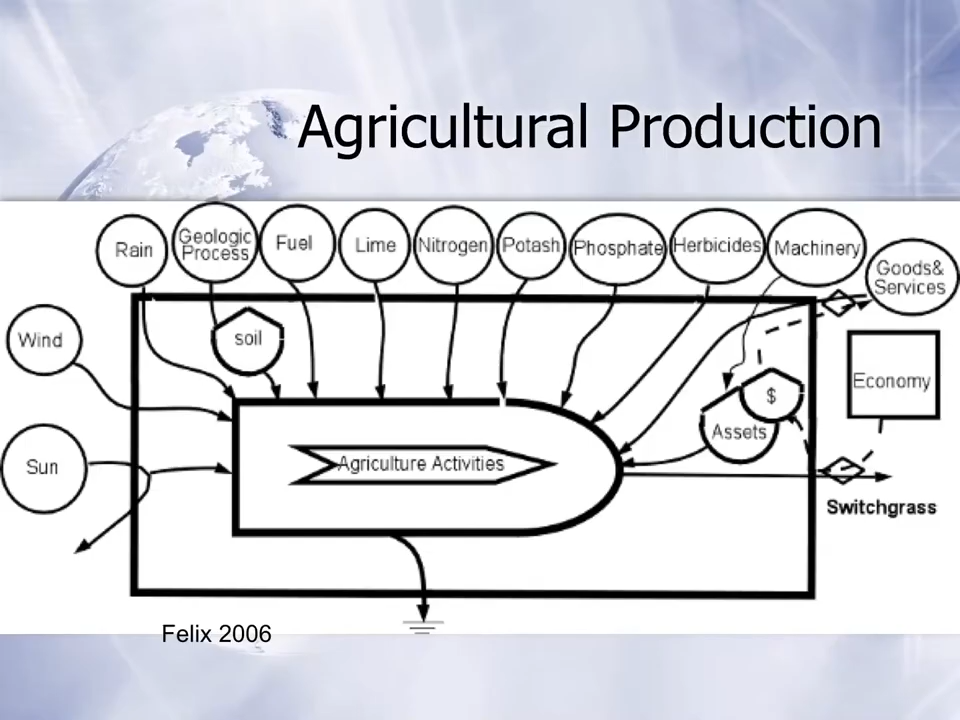 Agricultural Production
Rain
Geologic
Process
Fuel
Lime
Nitrogen
Potash
Phosphate
Herbicides
Machinery
Goods&
Services
Wind
soil
Economy
$
Assets
Sun
Agriculture Activities
Switchgrass
Felix 2006